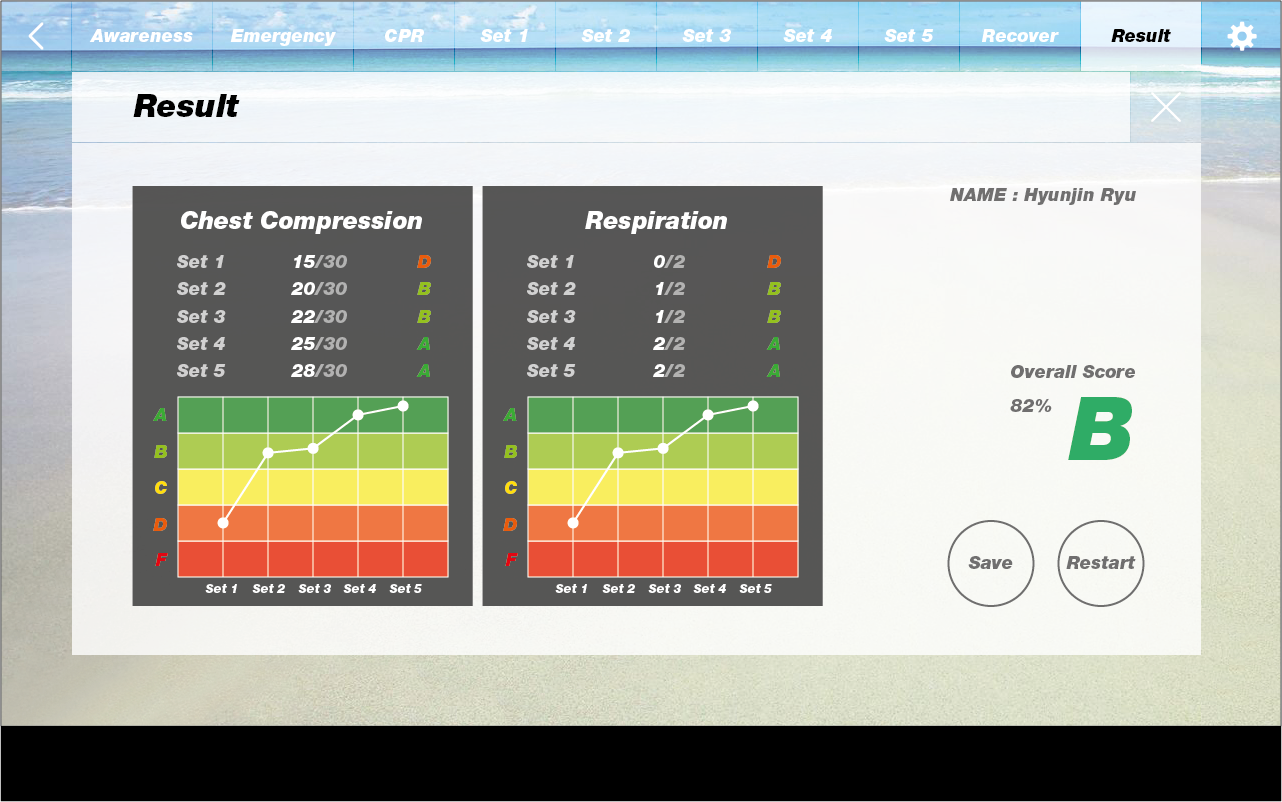 Awareness Emergency CPR Set 1 Set 2 Set 3 Set 4 Set 5 Recover Result
Result
NAME : Hyunjin Ryu
Chest Compression
Set 1 15/30 D
Set 2 20/30 B
Set 3 22/30 B
Set 4 25/30 A
Set 5 28/30 A
A
B
C
D
F
Set 1 Set 2 Set 3 Set 4 Set 5
Respiration
Set 1 0/2 D
Set 2 1/2 B
Set 3 1/2 B
Set 4 2/2 A
Set 5 2/2 A
A
B
C
D
F
Set 1 Set 2 Set 3 Set 4 Set 5
Overall Score
82% B
Save Restart